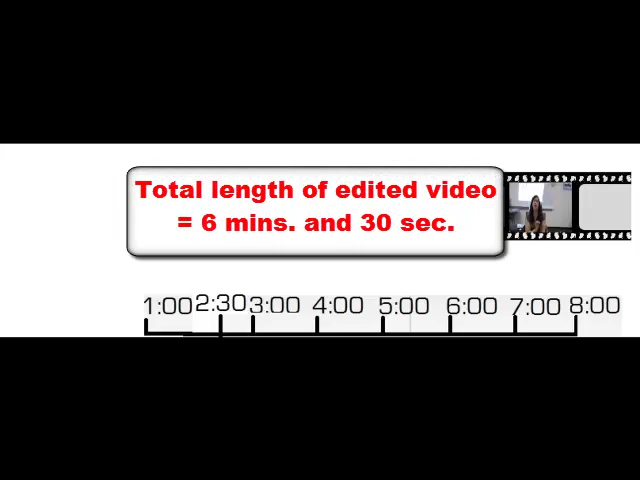 Total length of edited video
= 6 mins. and 30 sec.
1:00 2:30 3:00 4:00 5:00 6:00 7:00 8:00